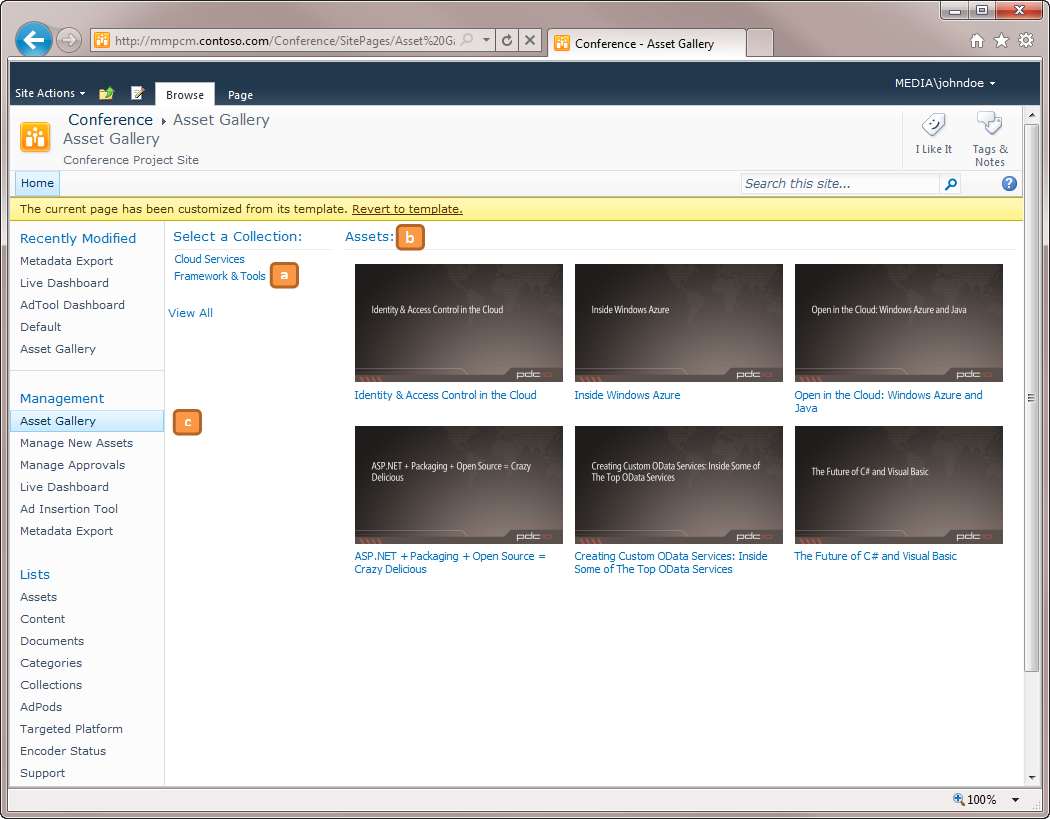 http://mmpcm.contoso.com/Conference/SitePages/Asset%20Ga
Conference - Asset Gallery
Site Actions
Browse
Page
MEDIA\johndoe
Conference ▸ Asset Gallery
Asset Gallery
Conference Project Site
I Like It
Tags &
Notes
Home
Search this site...
The current page has been customized from its template. Revert to template.
Recently Modified
Metadata Export
Live Dashboard
AdTool Dashboard
Default
Asset Gallery
Management
Asset Gallery
Manage New Assets
Manage Approvals
Live Dashboard
Ad Insertion Tool
Metadata Export
Lists
Assets
Content
Documents
Categories
Collections
AdPods
Targeted Platform
Encoder Status
Support
Select a Collection:
Cloud Services
Framework & Tools
a
View All
c
Assets:
b
Identity & Access Control in the Cloud
pdc10
Identity & Access Control in the Cloud
Inside Windows Azure
pdc10
Inside Windows Azure
Open in the Cloud: Windows Azure and Java
pdc10
Open in the Cloud: Windows Azure and
Java
ASP.NET + Packaging + Open Source = Crazy
Delicious
pdc10
ASP.NET + Packaging + Open Source =
Crazy Delicious
Creating Custom OData Services: Inside Some of
The Top OData Services
pdc10
Creating Custom OData Services: Inside
Some of The Top OData Services
The Future of C# and Visual Basic
pdc10
The Future of C# and Visual Basic
100%